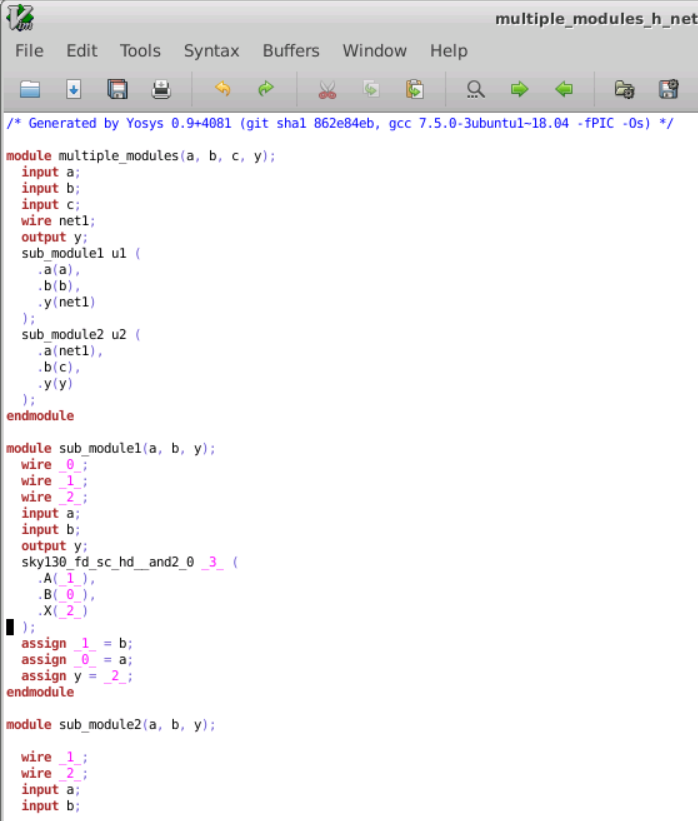 multiple_modules_h_net
File Edit Tools Syntax Buffers Window Help
/* Generated by Yosys 0.9+4081 (git sha1 862e84eb, gcc 7.5.0-3ubuntu1~18.04 -fPIC -Os) */
module multiple_modules(a, b, c, y);
  input a;
  input b;
  input c;
  wire net1;
  output y;
  sub_module1 u1 (
    .a(a),
    .b(b),
    .y(net1)
  );
  sub_module2 u2 (
    .a(net1),
    .b(c),
    .y(y)
  );
endmodule
module sub_module1(a, b, y);
  wire _0_;
  wire _1_;
  wire _2_;
  input a;
  input b;
  output y;
  sky130_fd_sc_hd__and2_0 _3_ (
    .A(_1_),
    .B(_0_),
    .X(_2_)
  );
  assign _1_ = b;
  assign _0_ = a;
  assign y = _2_;
endmodule
module sub_module2(a, b, y);
  wire _1_;
  wire _2_;
  input a;
  input b;